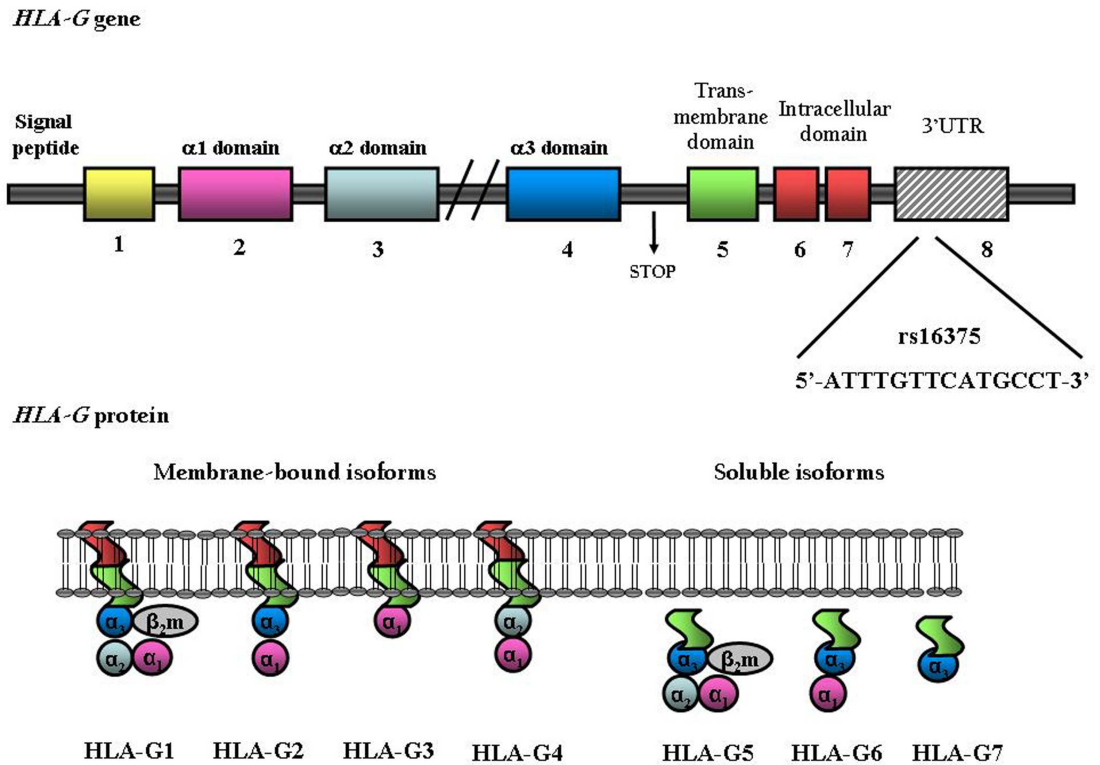 HLA-G gene
Signal
peptide
α1 domain
α2 domain
α3 domain
Trans-
membrane
domain
Intracellular
domain
3'UTR
1
2
3
4
STOP
5
6
7
8
rs16375
5'-ATTTGTTCATGCCT-3'
HLA-G protein
Membrane-bound isoforms
Soluble isoforms
α3
β2m
α2
α1
α3
α1
α1
α2
α1
α3
β2m
α2
α1
α3
α1
α3
HLA-G1
HLA-G2
HLA-G3
HLA-G4
HLA-G5
HLA-G6
HLA-G7